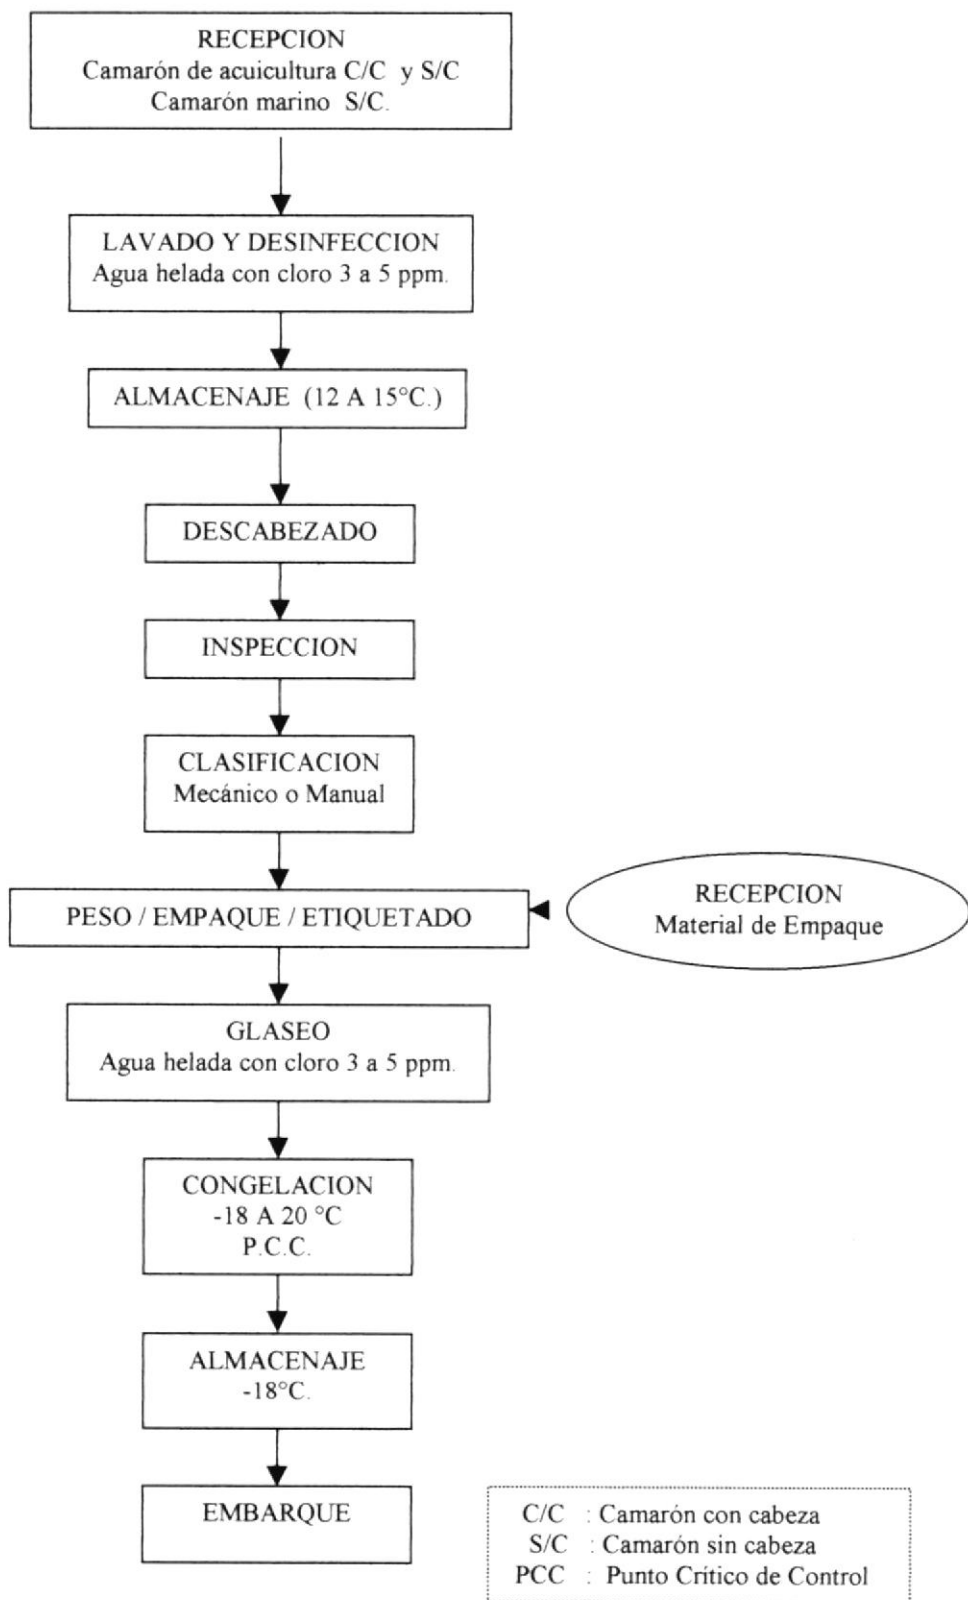 RECEPCION
Camarón de acuicultura C/C y S/C
Camarón marino S/C.
LAVADO Y DESINFECCION
Agua helada con cloro 3 a 5 ppm.
ALMACENAJE (12 A 15°C.)
DESCABEZADO
INSPECCION
CLASIFICACION
Mecánico o Manual
PESO / EMPAQUE / ETIQUETADO
RECEPCION
Material de Empaque
GLASEO
Agua helada con cloro 3 a 5 ppm.
CONGELACION
-18 A 20 °C
P.C.C.
ALMACENAJE
-18°C.
EMBARQUE
C/C : Camarón con cabeza
S/C : Camarón sin cabeza
PCC : Punto Crítico de Control